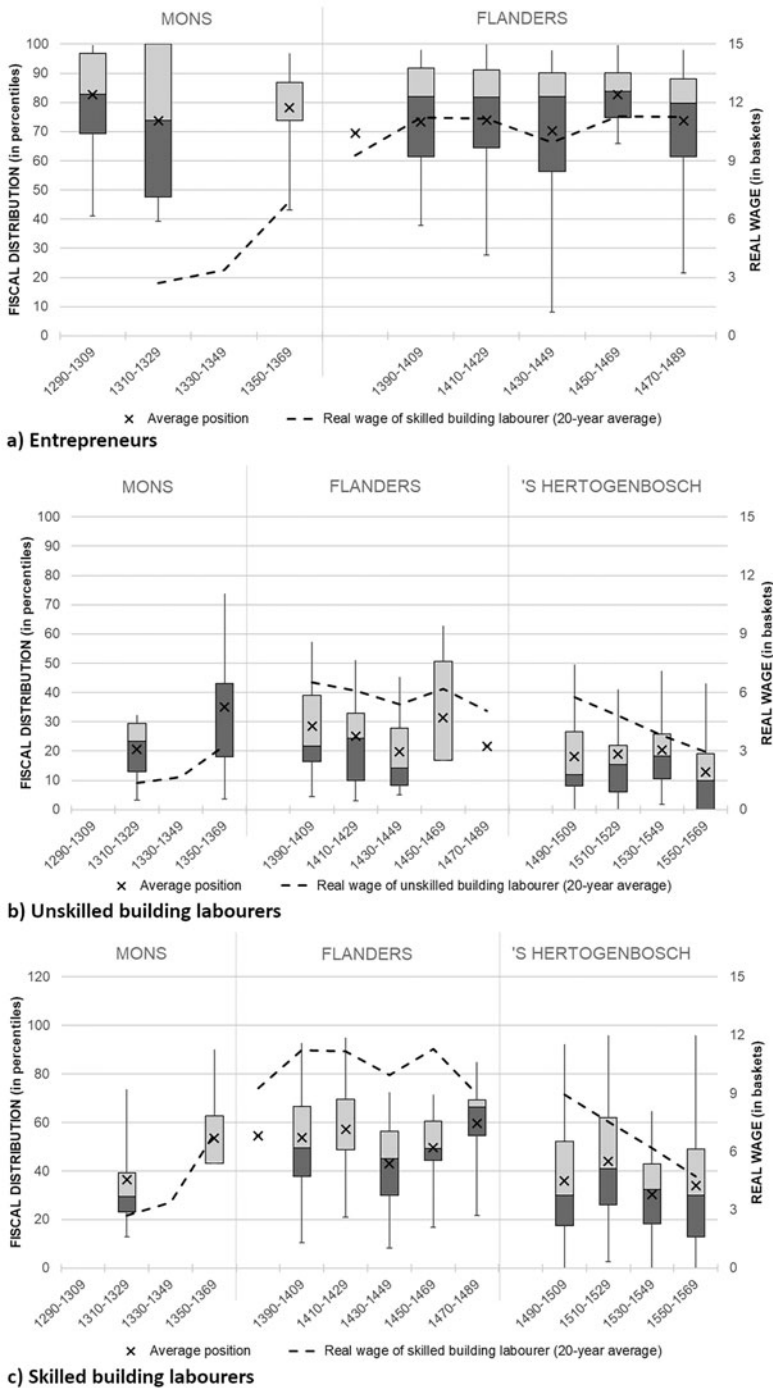 MONS FLANDERS
FISCAL DISTRIBUTION (in percentiles)
100
90
80
70
60
50
40
30
20
10
0
15
12
9
6
3
0
REAL WAGE (in baskets)
1290-1309 1310-1329 1330-1349 1350-1369 1390-1409 1410-1429 1430-1449 1450-1469 1470-1489
× Average position – – – Real wage of skilled building labourer (20-year average)
a) Entrepreneurs
MONS FLANDERS 'S HERTOGENBOSCH
FISCAL DISTRIBUTION (in percentiles)
100
90
80
70
60
50
40
30
20
10
0
15
12
9
6
3
0
REAL WAGE (in baskets)
1290-1309 1310-1329 1330-1349 1350-1369 1390-1409 1410-1429 1430-1449 1450-1469 1470-1489 1490-1509 1510-1529 1530-1549 1550-1569
× Average position – – – Real wage of unskilled building labourer (20-year average)
b) Unskilled building labourers
MONS FLANDERS 'S HERTOGENBOSCH
FISCAL DISTRIBUTION (in percentiles)
120
100
80
60
40
20
0
15
12
9
6
3
0
REAL WAGE (in baskets)
1290-1309 1310-1329 1330-1349 1350-1369 1390-1409 1410-1429 1430-1449 1450-1469 1470-1489 1490-1509 1510-1529 1530-1549 1550-1569
× Average position – – – Real wage of skilled building labourer (20-year average)
c) Skilled building labourers